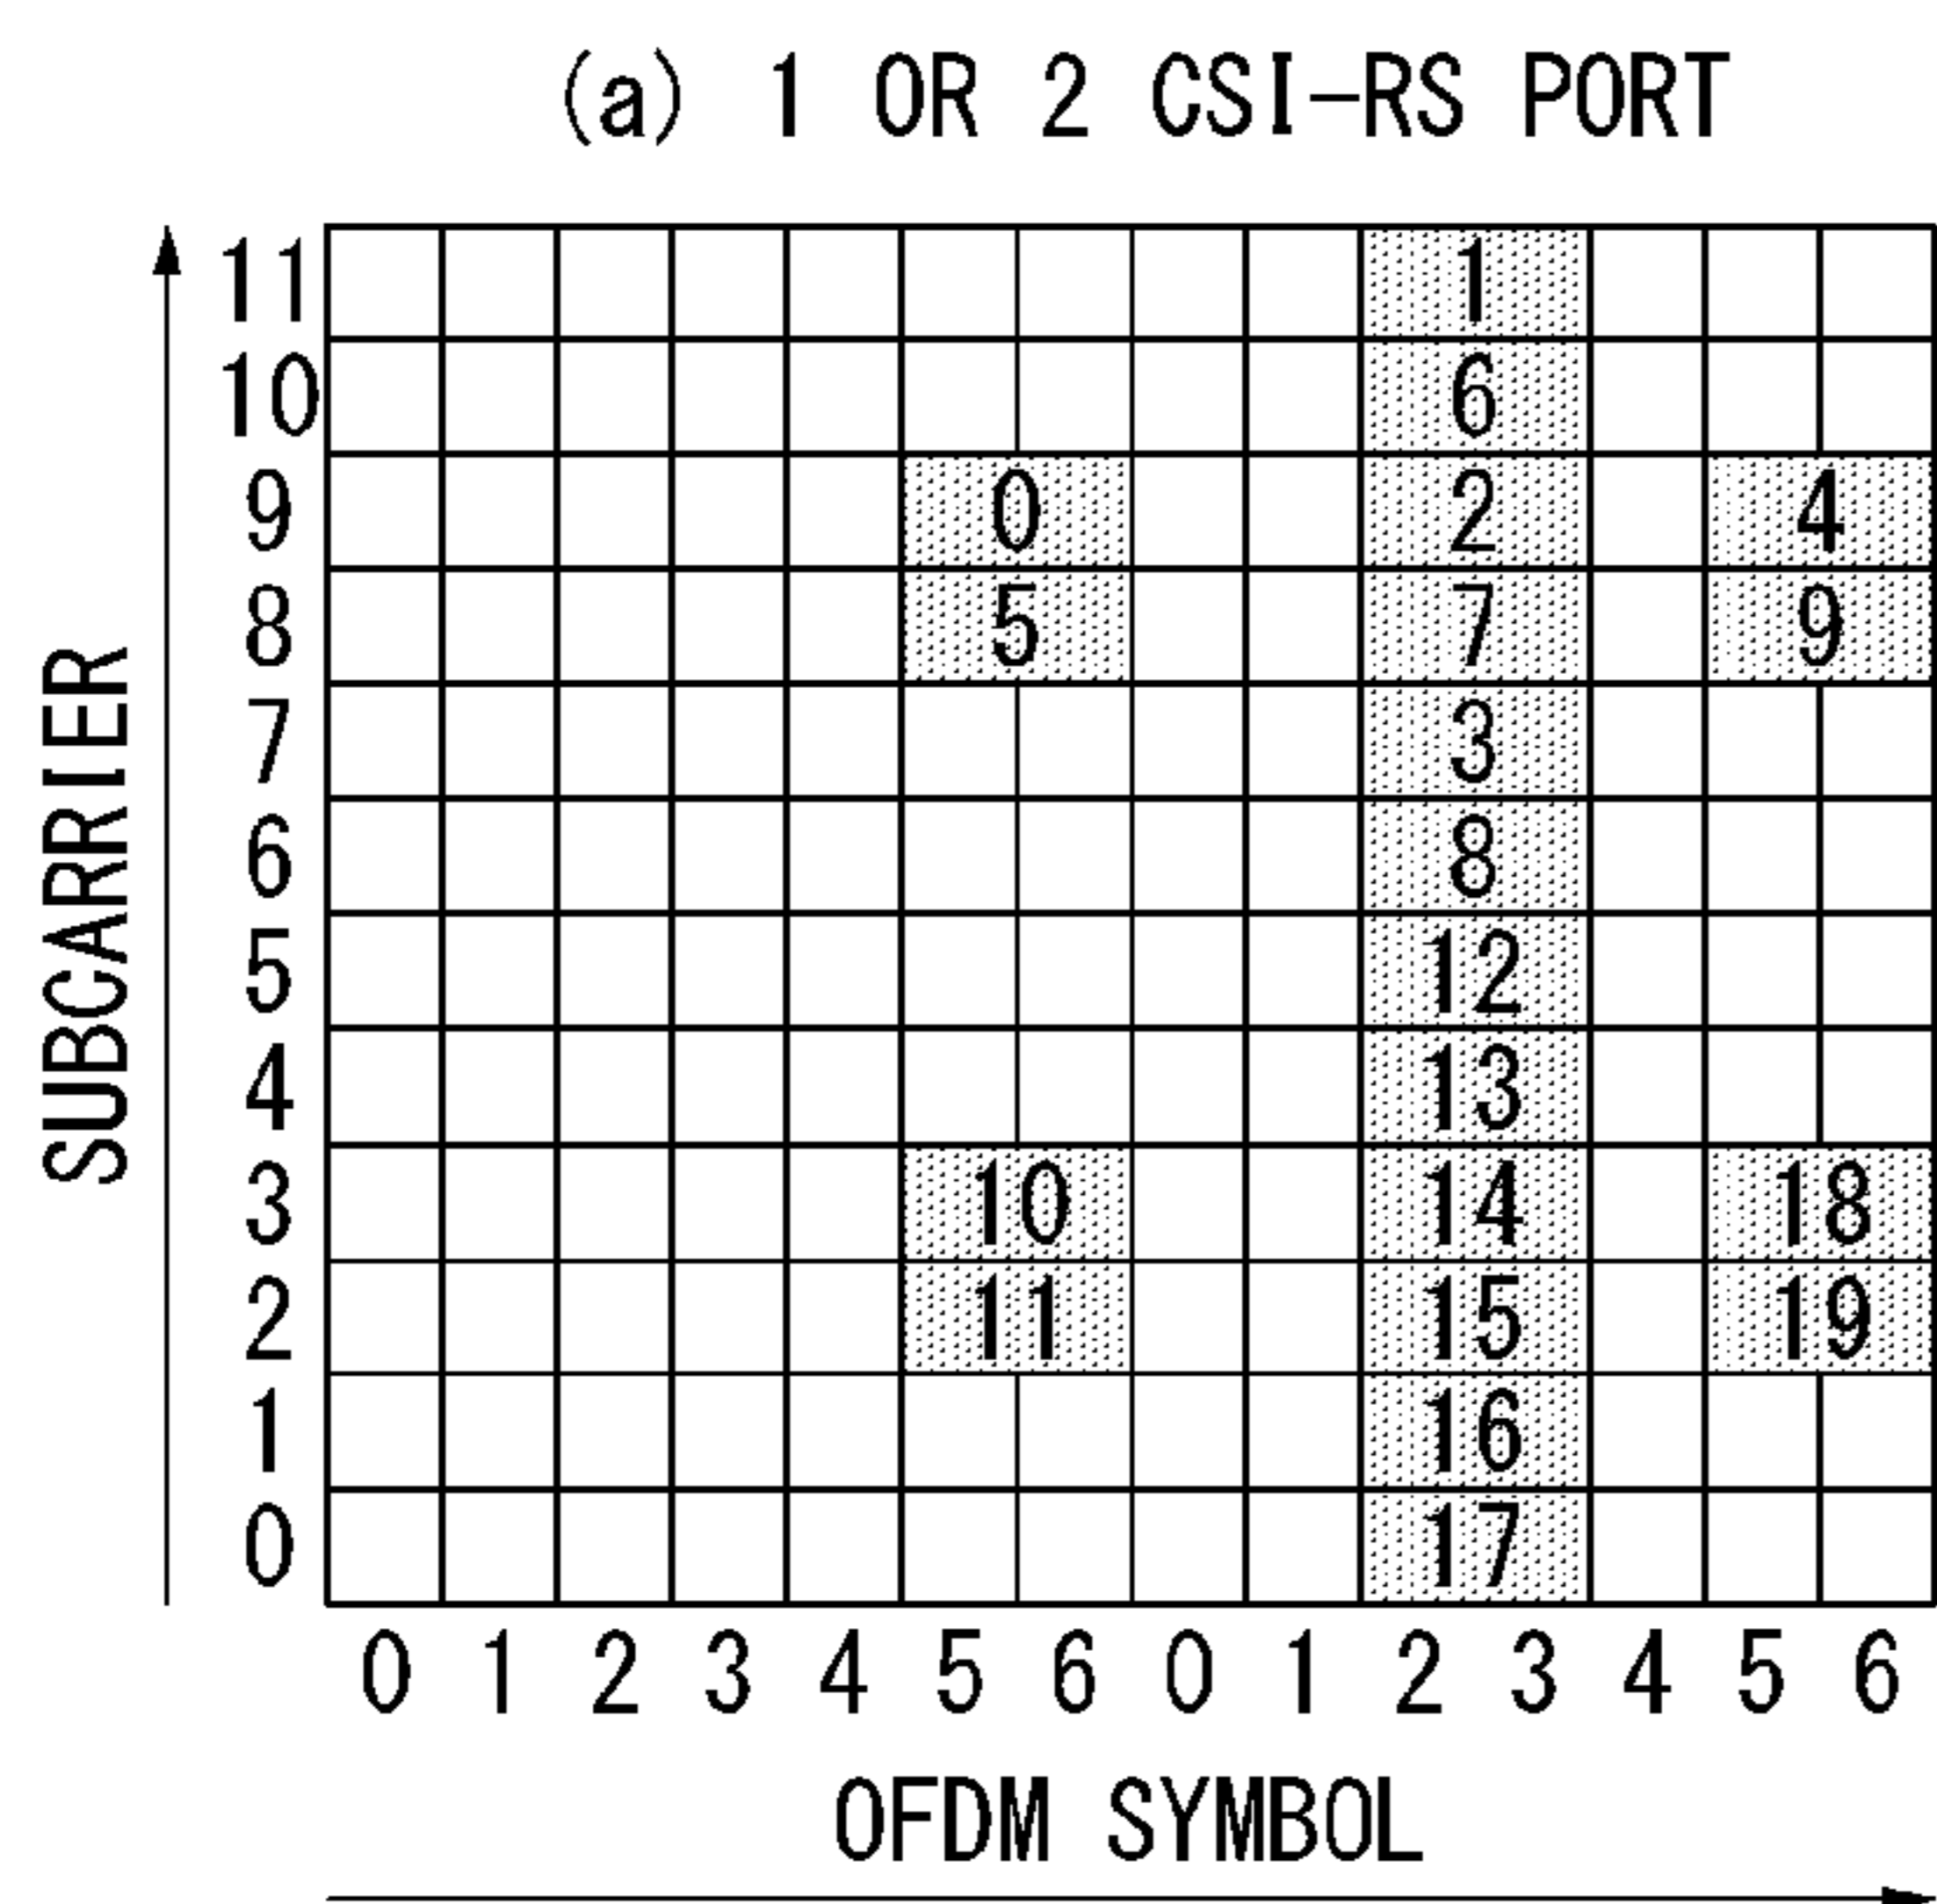 (a) 1 OR 2 CSI-RS PORT
SUBCARRIER
11 1
10 6
9 0 2 4
8 5 7 9
7 3
6 8
5 12
4 13
3 10 14 18
2 11 15 19
1 16
0 17
0 1 2 3 4 5 6 0 1 2 3 4 5 6
OFDM SYMBOL